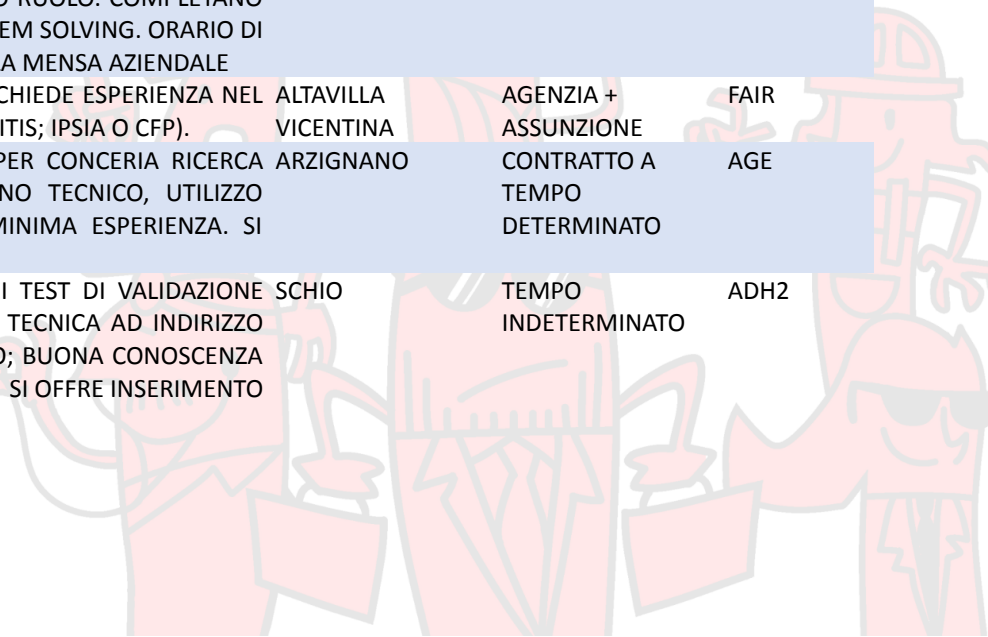 RUOLO. COMPLETANO
EM SOLVING. ORARIO DI
A MENSA AZIENDALE
CHIEDE ESPERIENZA NEL ALTAVILLA AGENZIA + FAIR
ITIS; IPSIA O CFP). VICENTINA ASSUNZIONE
PER CONCERIA RICERCA ARZIGNANO CONTRATTO A AGE
NO TECNICO, UTILIZZO TEMPO
MINIMA ESPERIENZA. SI DETERMINATO
I TEST DI VALIDAZIONE SCHIO TEMPO ADH2
TECNICA AD INDIRIZZO INDETERMINATO
O; BUONA CONOSCENZA
SI OFFRE INSERIMENTO